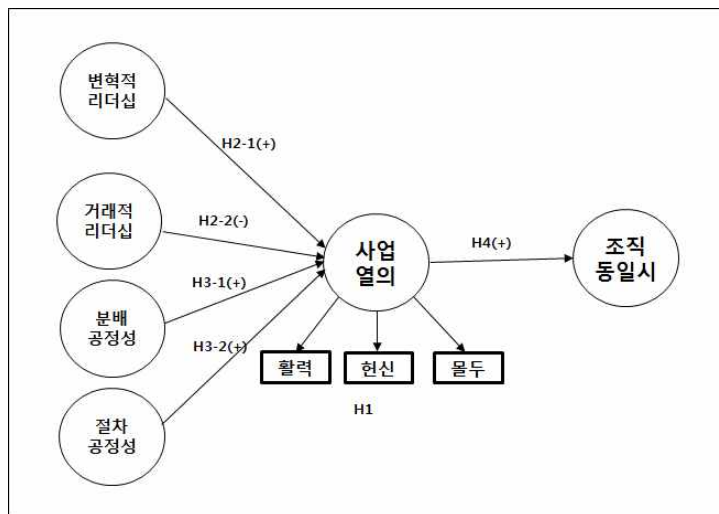 변혁적
리더십
H2-1(+)
거래적
리더십
H2-2(-)
사업
열의
H4(+)
조직
동일시
H3-1(+)
분배
공정성
H3-2(+)
활력
헌신
몰두
H1
절차
공정성